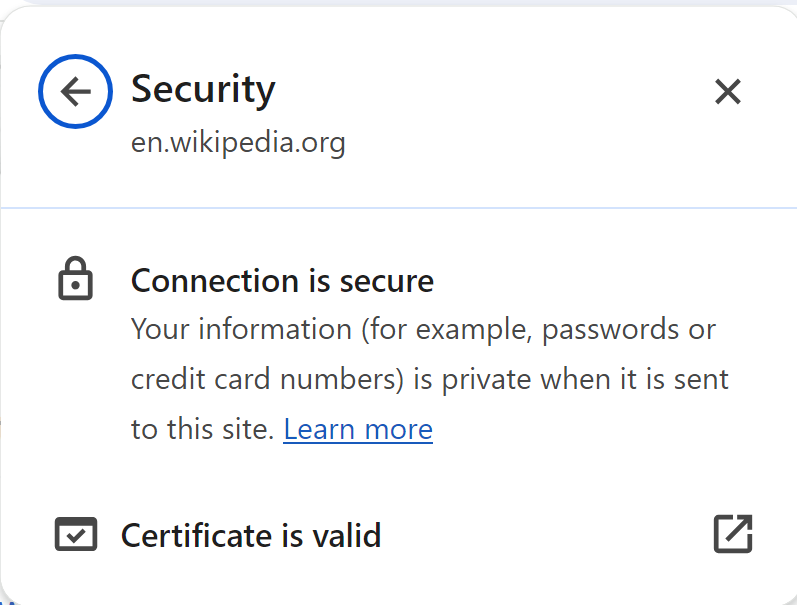 Security
en.wikipedia.org
Connection is secure
Your information (for example, passwords or
credit card numbers) is private when it is sent
to this site. Learn more
Certificate is valid